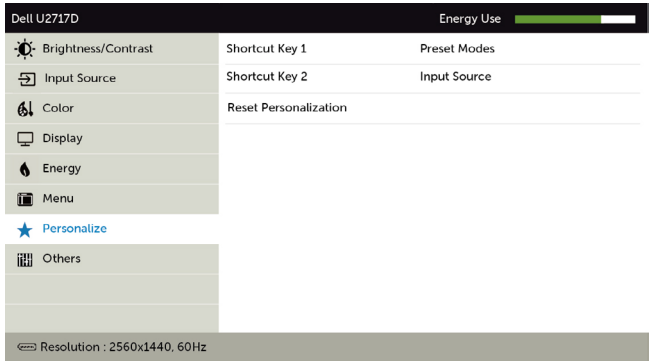 Dell U2717D Energy Use
Brightness/Contrast Shortcut Key 1 Preset Modes
Input Source Shortcut Key 2 Input Source
Color Reset Personalization
Display
Energy
Menu
Personalize
Others
Resolution : 2560x1440, 60Hz